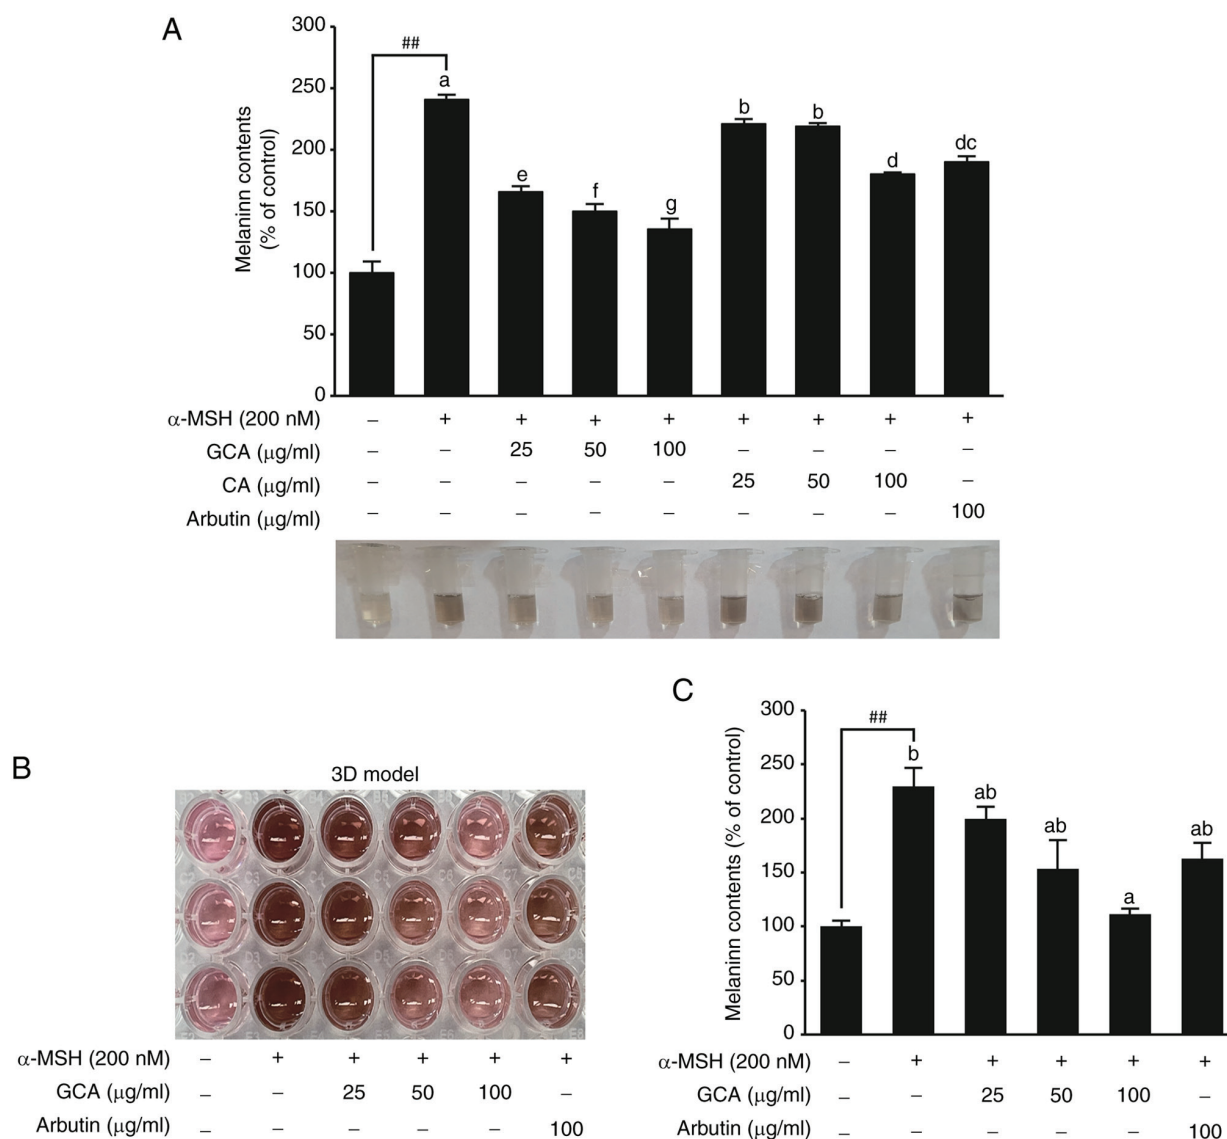 A
300
250
200
150
100
50
0
Melaninn contents
(% of control)
##
a
e
f
g
b
b
d
dc
α-MSH (200 nM) – + + + + + + + +
GCA (μg/ml) – – 25 50 100 – – – –
CA (μg/ml) – – – – – 25 50 100 –
Arbutin (μg/ml) – – – – – – – – 100
B
3D model
α-MSH (200 nM) – + + + + +
GCA (μg/ml) – – 25 50 100 –
Arbutin (μg/ml) – – – – – 100
C
300
250
200
150
100
50
0
Melaninn contents (% of control)
##
b
ab
ab
a
ab
α-MSH (200 nM) – + + + + +
GCA (μg/ml) – – 25 50 100 –
Arbutin (μg/ml) – – – – – 100